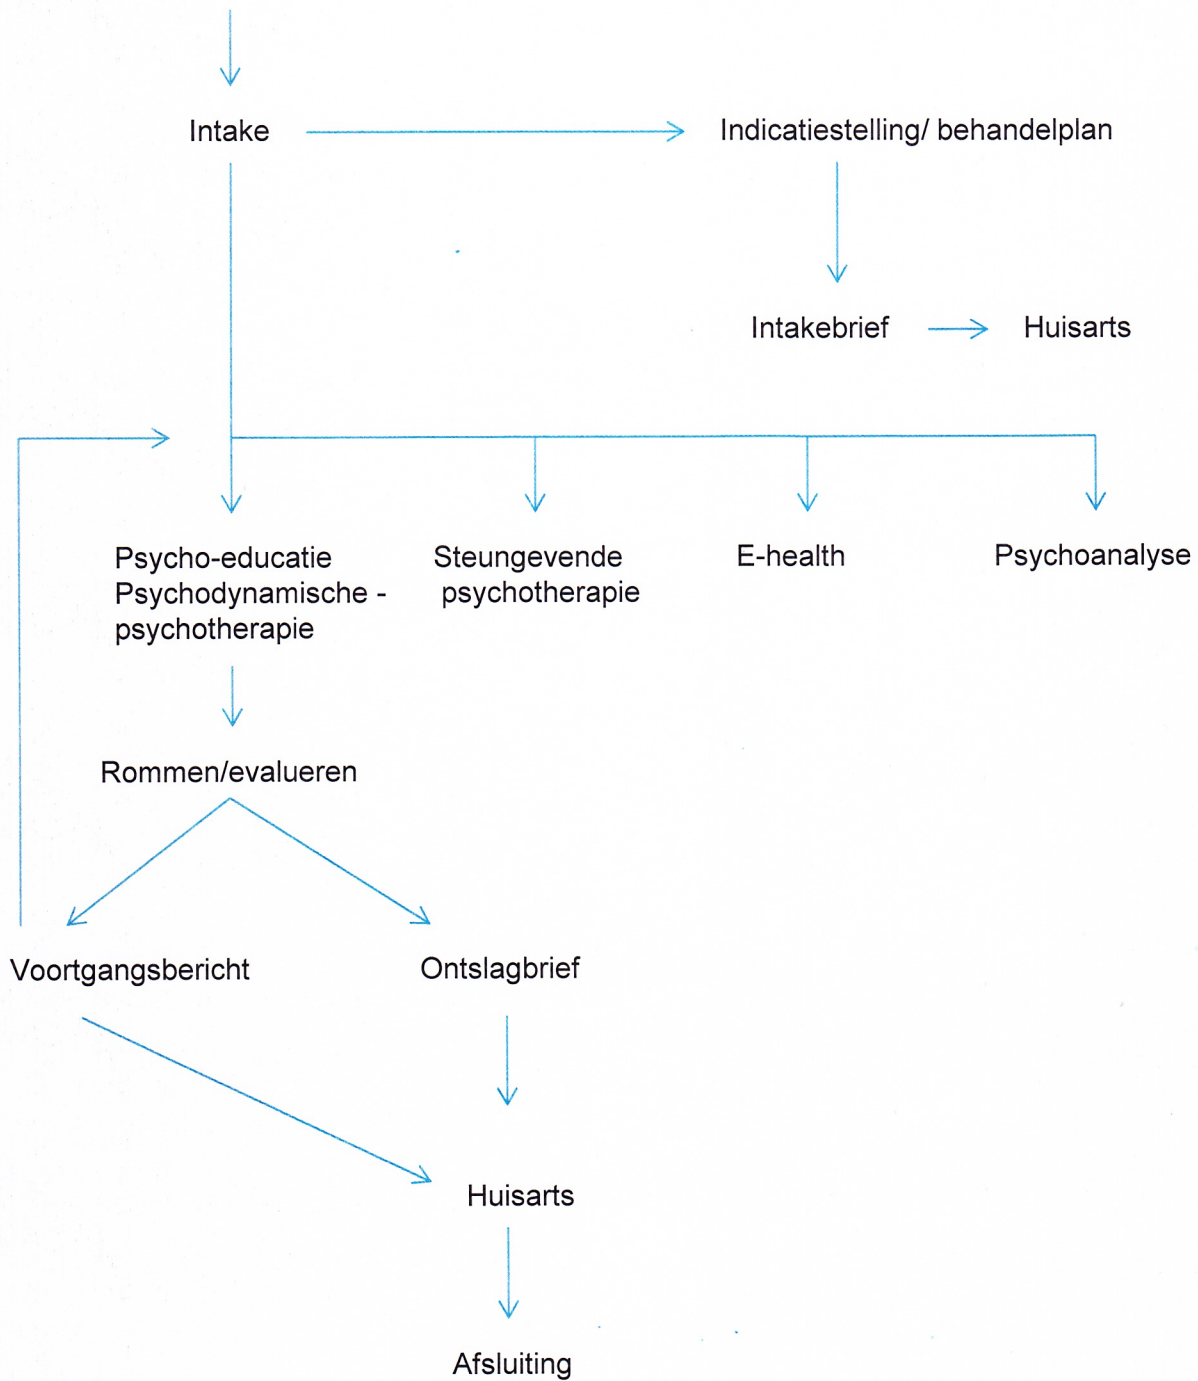 Intake
Indicatiestelling/ behandelplan
Intakebrief
Huisarts
Psycho-educatie
Psychodynamische -
psychotherapie
Steungevende
psychotherapie
E-health
Psychoanalyse
Rommen/evalueren
Voortgangsbericht
Ontslagbrief
Huisarts
Afsluiting